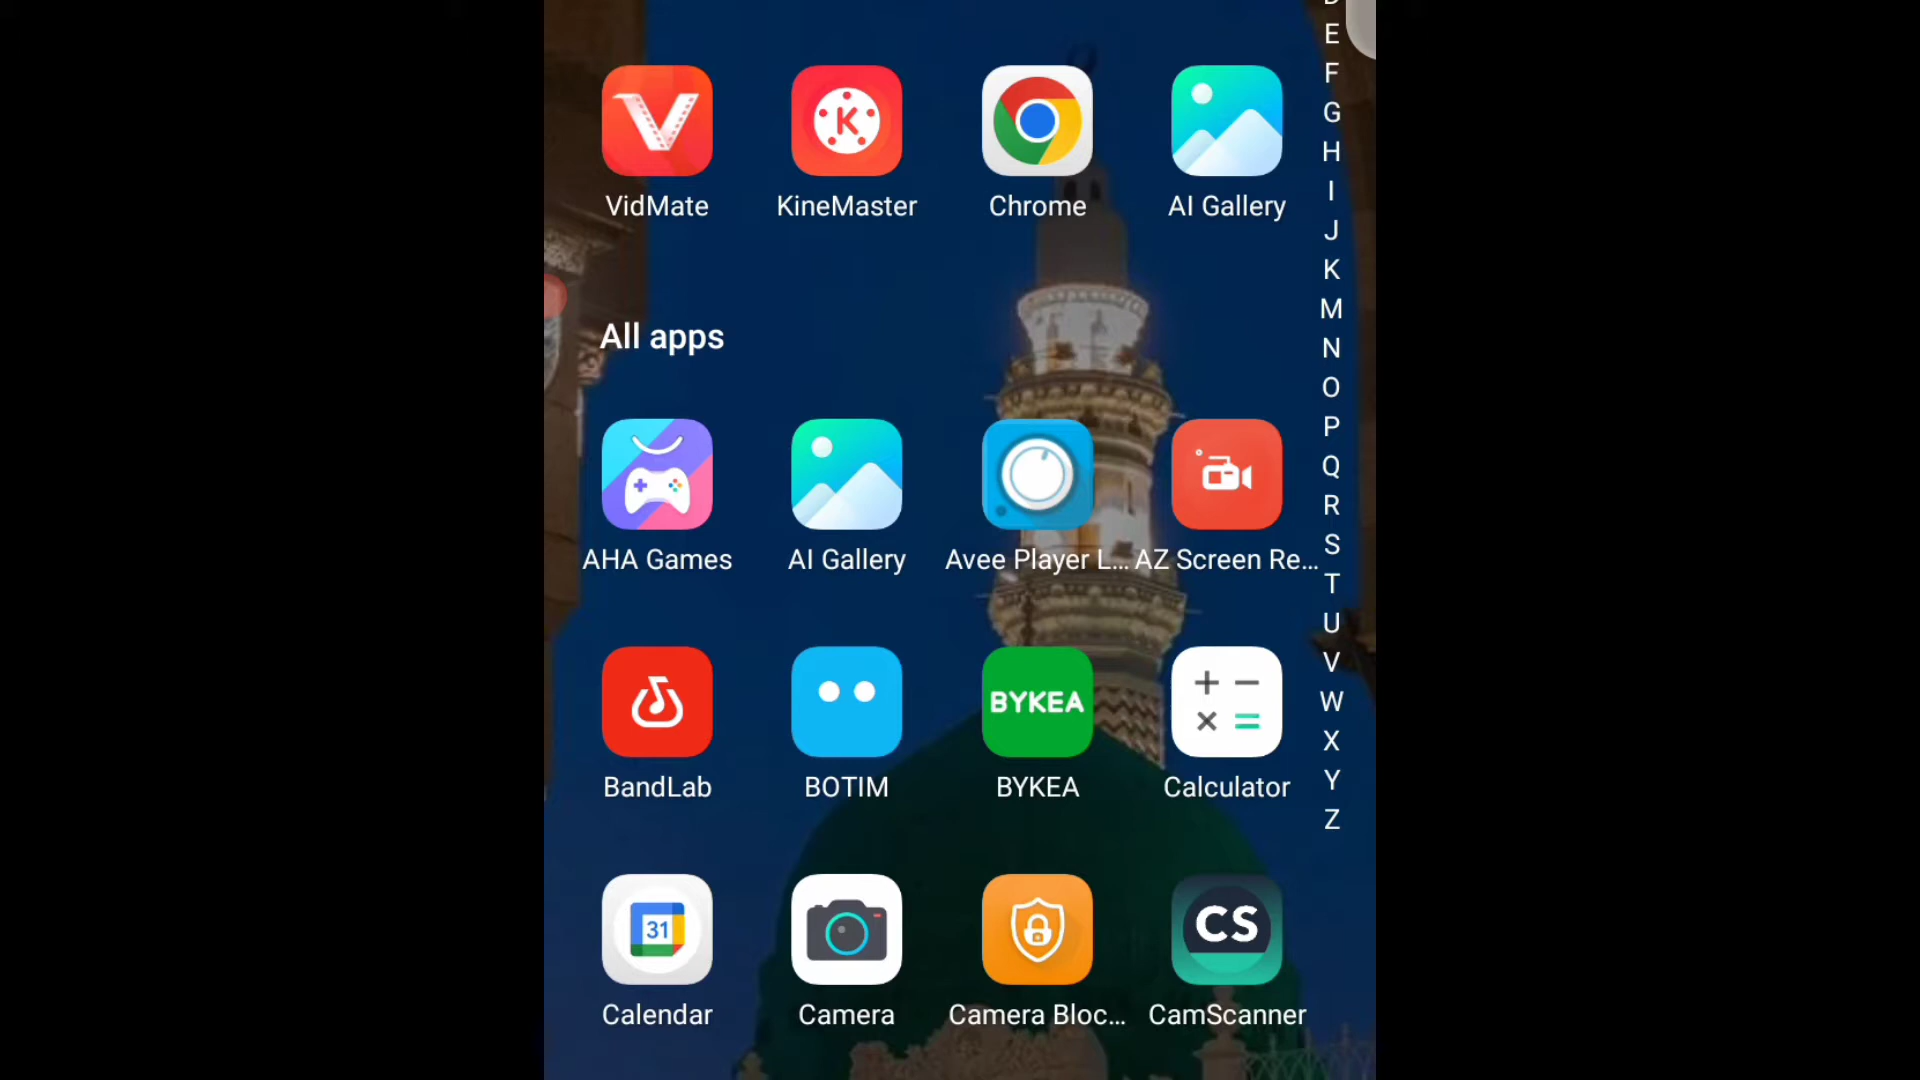 E
F
G
H
I
J
K
M
N
O
P
Q
R
S
T
U
V
W
X
Y
Z
K
VidMate KineMaster Chrome AI Gallery
All apps
AHA Games AI Gallery Avee Player L... AZ Screen Re...
BYKEA
BandLab BOTIM BYKEA Calculator
31 CS
Calendar Camera Camera Bloc... CamScanner